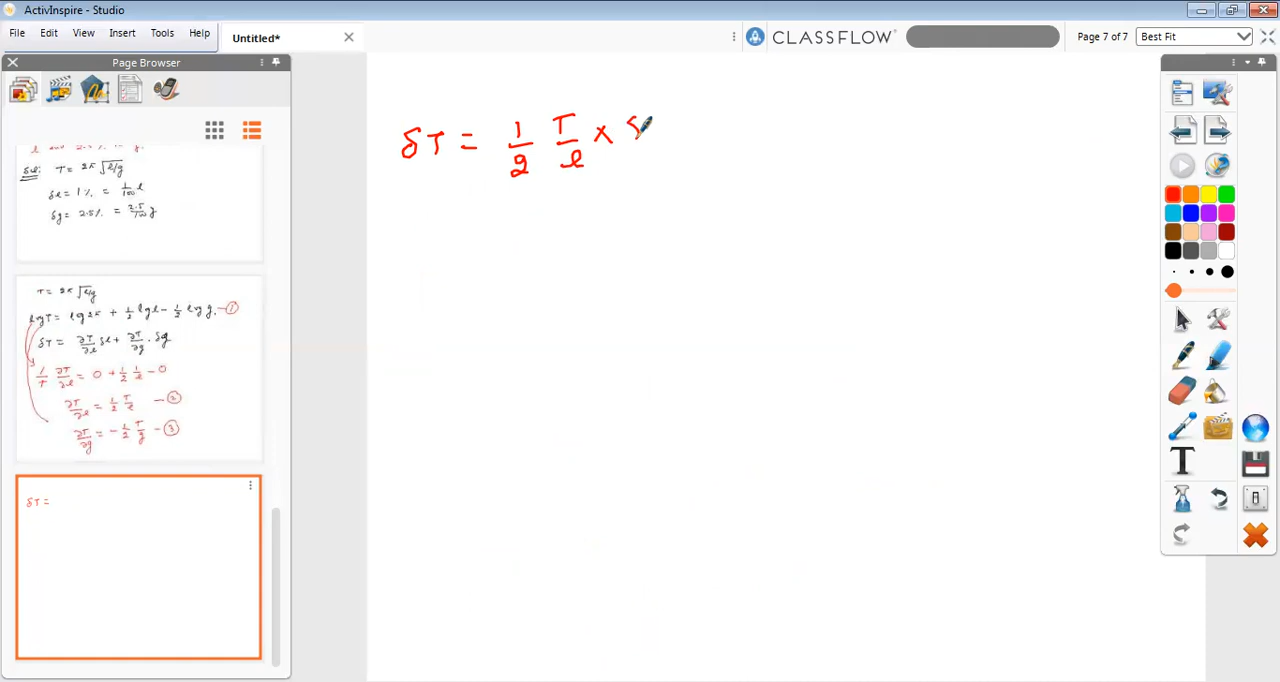 ActivInspire - Studio
File Edit View Insert Tools Help
Untitled*
CLASSFLOW
Page 7 of 7
Best Fit
Page Browser
Sol: T = 2π √l/g
δl = 1% = 1/100 l
δg = 2.5% = 2.5/100 g
T = 2π √l/g
log T = log 2π + 1/2 log l - 1/2 log g. - ①
δT = ∂T/∂l δl + ∂T/∂g . δg
1/T ∂T/∂l = 0 + 1/2 1/l - 0
∂T/∂l = 1/2 T/l - ②
∂T/∂g = - 1/2 T/g - ③
δT =
δT = 1/2 T/l ×
T